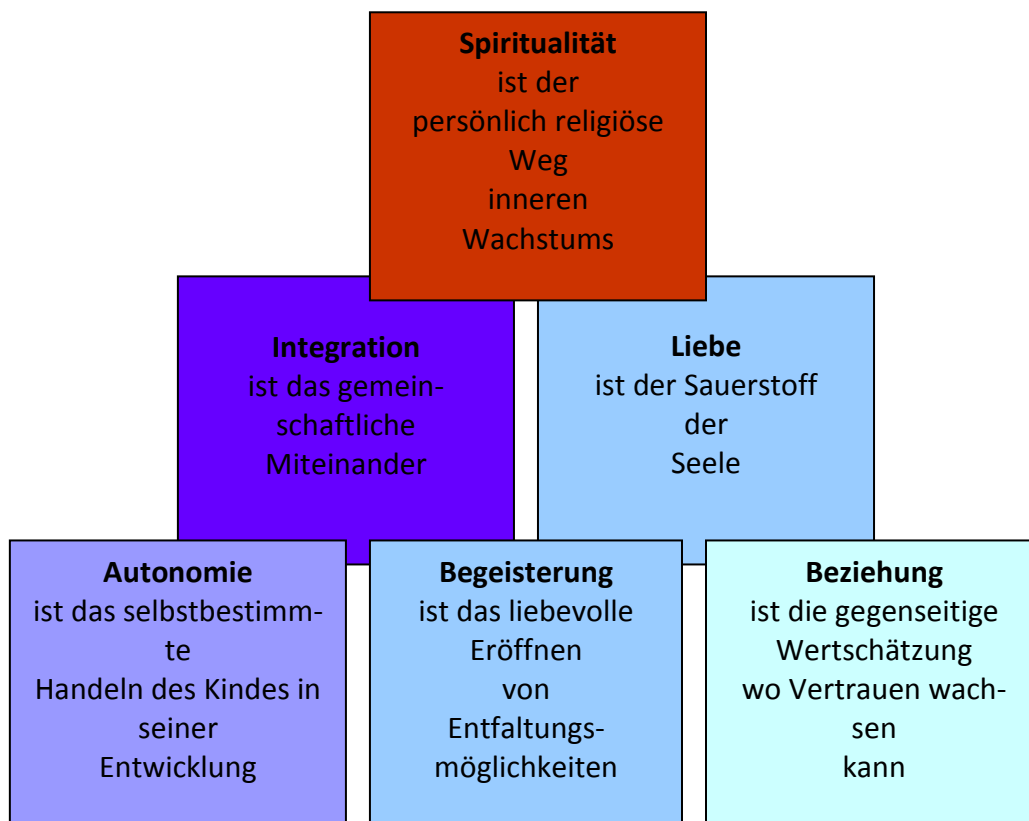 Spiritualität
ist der
persönlich religiöse
Weg
inneren
Wachstums
Integration
ist das gemein-
schaftliche
Miteinander
Liebe
ist der Sauerstoff
der
Seele
Autonomie
ist das selbstbestimm-
te
Handeln des Kindes in
seiner
Entwicklung
Begeisterung
ist das liebevolle
Eröffnen
von
Entfaltungs-
möglichkeiten
Beziehung
ist die gegenseitige
Wertschätzung
wo Vertrauen wach-
sen
kann